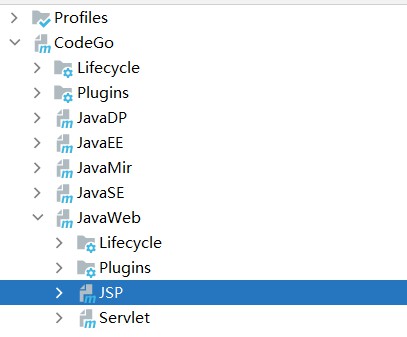 Profiles
CodeGo
Lifecycle
Plugins
JavaDP
JavaEE
JavaMir
JavaSE
JavaWeb
Lifecycle
Plugins
JSP
Servlet